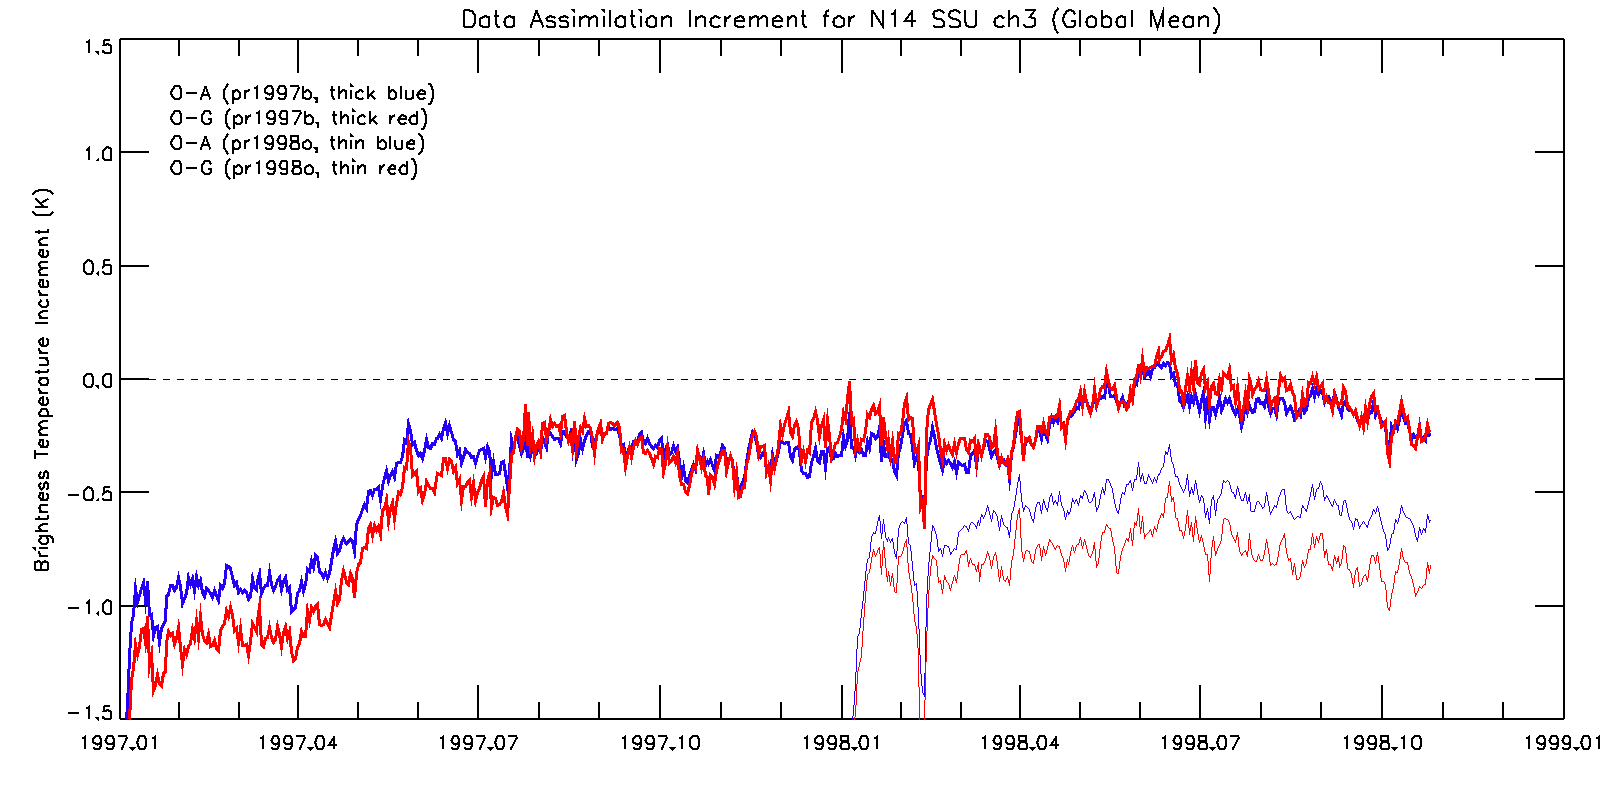 Data Assimilation Increment for N14 SSU ch3 (Global Mean)
O-A (pr1997b, thick blue)
O-G (pr1997b, thick red)
O-A (pr1998o, thin blue)
O-G (pr1998o, thin red)
Brightness Temperature Increment (K)
1.5
1.0
0.5
0.0
-0.5
-1.0
-1.5
1997.01 1997.04 1997.07 1997.10 1998.01 1998.04 1998.07 1998.10 1999.01